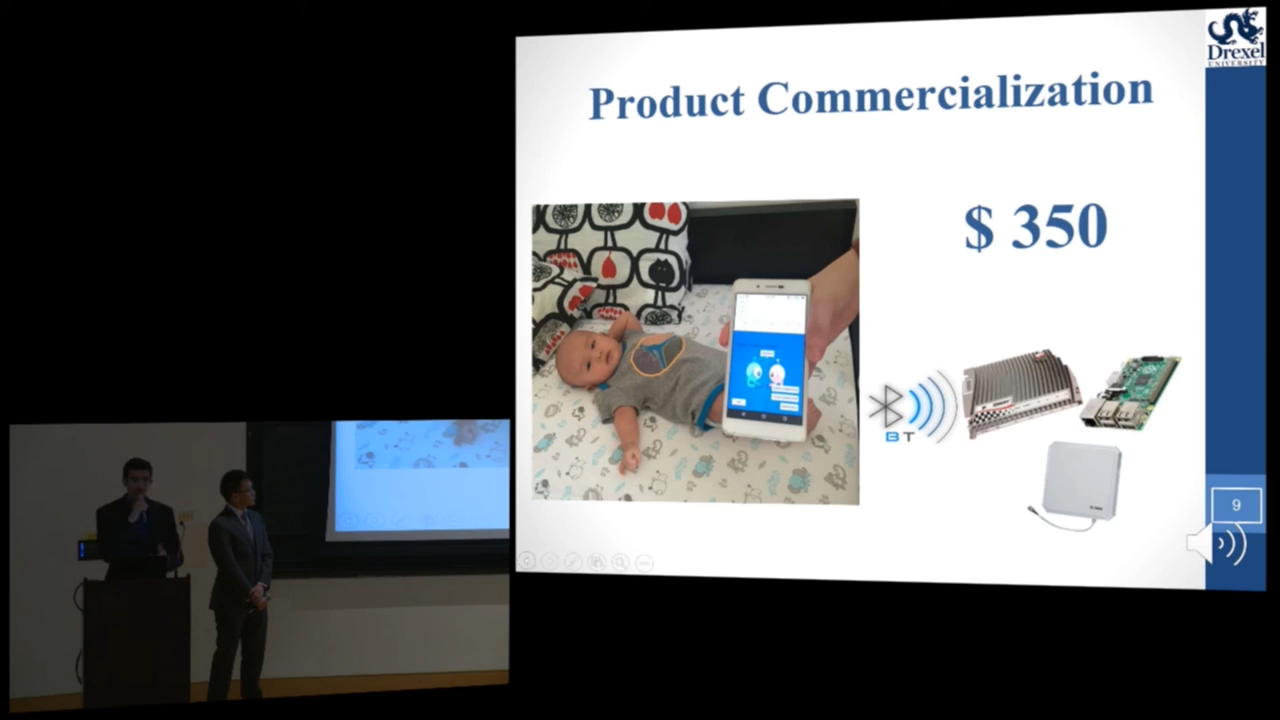 Drexel
UNIVERSITY
Product Commercialization
$ 350
BT
9